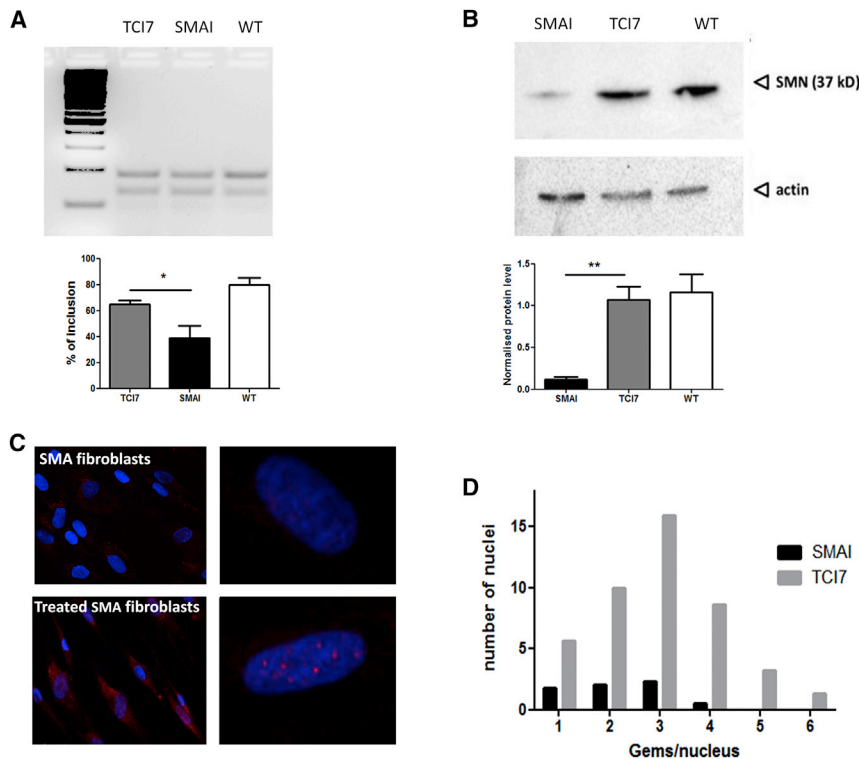 A
TCI7 SMAI WT
% of inclusion
100
80
60
40
20
0
*
TCI7 SMAI WT
B
SMAI TCI7 WT
SMN (37 kD)
actin
Normalised protein level
1.5
1.0
0.5
0.0
**
SMAI TCI7 WT
C
SMA fibroblasts
Treated SMA fibroblasts
D
number of nuclei
15
10
5
0
SMAI
TCI7
1 2 3 4 5 6
Gems/nucleus